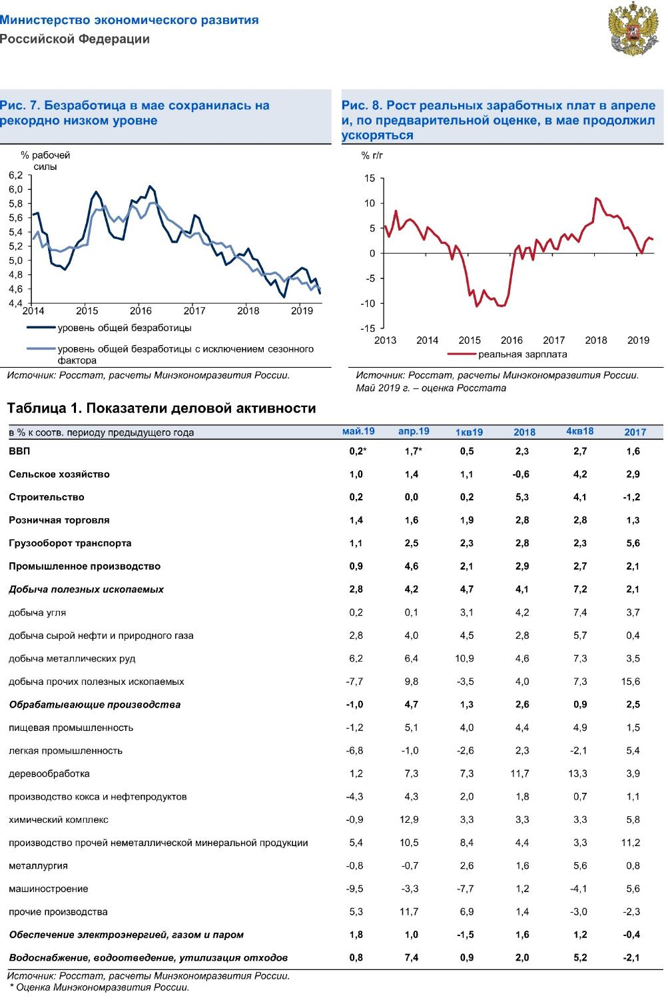 Министерство экономического развития
Российской Федерации
Рис. 7. Безработица в мае сохранилась на
рекордно низком уровне
% рабочей
силы
6,2
6,0
5,8
5,6
5,4
5,2
5,0
4,8
4,6
4,4
2014 2015 2016 2017 2018 2019
уровень общей безработицы
уровень общей безработицы с исключением сезонного
фактора
Источник: Росстат, расчеты Минэкономразвития России.
Рис. 8. Рост реальных заработных плат в апреле
и, по предварительной оценке, в мае продолжил
ускоряться
% г/г
15
10
5
0
-5
-10
-15
2013 2014 2015 2016 2017 2018 2019
реальная зарплата
Источник: Росстат, расчеты Минэкономразвития России.
Май 2019 г. – оценка Росстата
Таблица 1. Показатели деловой активности
в % к соотв. периоду предыдущего года май.19 апр.19 1кв19 2018 4кв18 2017
ВВП 0,2* 1,7* 0,5 2,3 2,7 1,6
Сельское хозяйство 1,0 1,4 1,1 -0,6 4,2 2,9
Строительство 0,2 0,0 0,2 5,3 4,1 -1,2
Розничная торговля 1,4 1,6 1,9 2,8 2,8 1,3
Грузооборот транспорта 1,1 2,5 2,3 2,8 2,3 5,6
Промышленное производство 0,9 4,6 2,1 2,9 2,7 2,1
Добыча полезных ископаемых 2,8 4,2 4,7 4,1 7,2 2,1
добыча угля 0,2 0,1 3,1 4,2 7,4 3,7
добыча сырой нефти и природного газа 2,8 4,0 4,5 2,8 5,7 0,4
добыча металлических руд 6,2 6,4 10,9 4,6 7,3 3,5
добыча прочих полезных ископаемых -7,7 9,8 -3,5 4,0 7,3 15,6
Обрабатывающие производства -1,0 4,7 1,3 2,6 0,9 2,5
пищевая промышленность -1,2 5,1 4,0 4,4 4,9 1,5
легкая промышленность -6,8 -1,0 -2,6 2,3 -2,1 5,4
деревообработка 1,2 7,3 7,3 11,7 13,3 3,9
производство кокса и нефтепродуктов -4,3 4,3 2,0 1,8 0,7 1,1
химический комплекс -0,9 12,9 3,3 3,3 3,3 5,8
производство прочей неметаллической минеральной продукции 5,4 10,5 8,4 4,4 3,3 11,2
металлургия -0,8 -0,7 2,6 1,6 5,6 0,8
машиностроение -9,5 -3,3 -7,7 1,2 -4,1 5,6
прочие производства 5,3 11,7 6,9 1,4 -3,0 -2,3
Обеспечение электроэнергией, газом и паром 1,8 1,0 -1,5 1,6 1,2 -0,4
Водоснабжение, водоотведение, утилизация отходов 0,8 7,4 0,9 2,0 5,2 -2,1
Источник: Росстат, расчеты Минэкономразвития России.
* Оценка Минэкономразвития России.